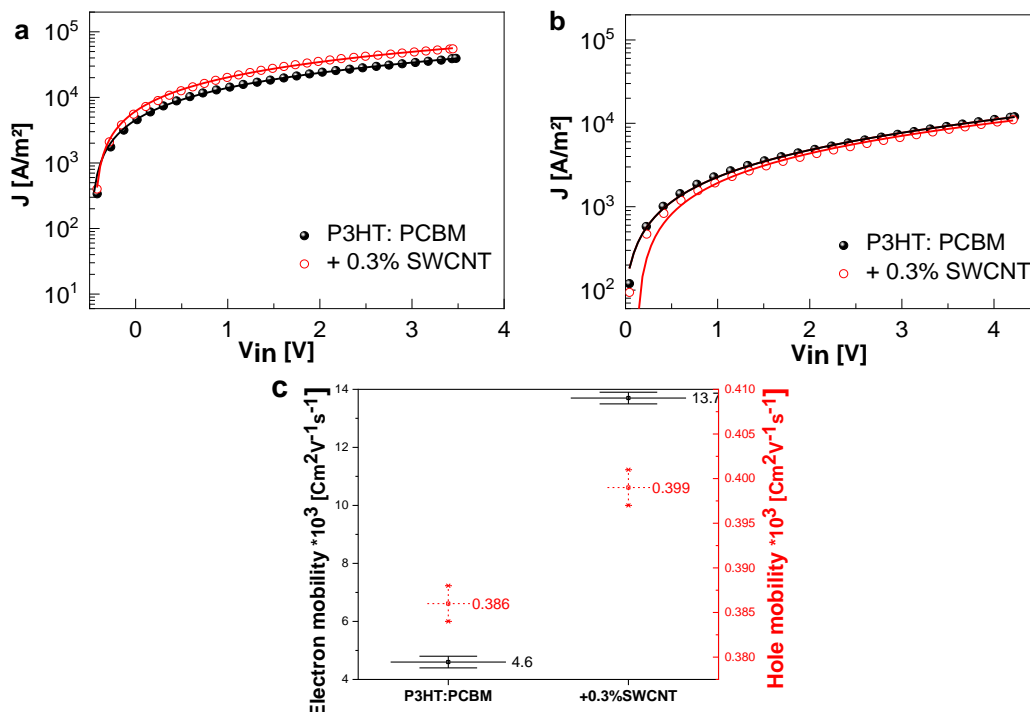 a
J [A/m²]
10⁵
10⁴
10³
10²
10¹
P3HT: PCBM
+ 0.3% SWCNT
0 1 2 3 4
Vin [V]
b
J [A/m²]
10⁵
10⁴
10³
10²
P3HT: PCBM
+ 0.3% SWCNT
0 1 2 3 4
Vin [V]
c
Electron mobility *10³ [Cm²V⁻¹s⁻¹]
14
12
10
8
6
4
13.7
0.399
0.386
4.6
P3HT:PCBM +0.3%SWCNT
0.410
0.405
0.400
0.395
0.390
0.385
0.380
Hole mobility *10³ [Cm²V⁻¹s⁻¹]